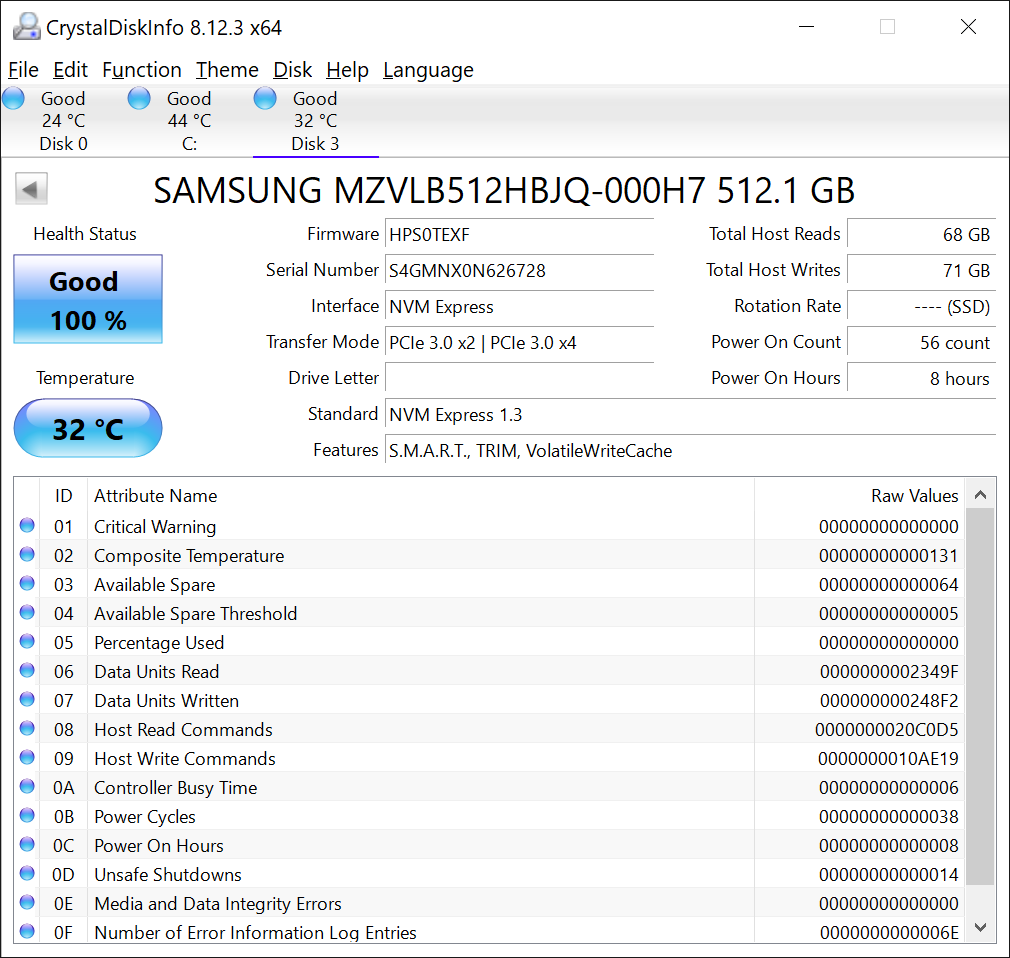 CrystalDiskInfo 8.12.3 x64
File Edit Function Theme Disk Help Language
Good Good Good
24 °C 44 °C 32 °C
Disk 0 C: Disk 3
SAMSUNG MZVLB512HBJQ-000H7 512.1 GB
Health Status
Good
100 %
Temperature
32 °C
Firmware HPS0TEXF
Serial Number S4GMNX0N626728
Interface NVM Express
Transfer Mode PCIe 3.0 x2 | PCIe 3.0 x4
Drive Letter
Total Host Reads 68 GB
Total Host Writes 71 GB
Rotation Rate ---- (SSD)
Power On Count 56 count
Power On Hours 8 hours
Standard NVM Express 1.3
Features S.M.A.R.T., TRIM, VolatileWriteCache
ID Attribute Name Raw Values
01 Critical Warning 00000000000000
02 Composite Temperature 00000000000131
03 Available Spare 00000000000064
04 Available Spare Threshold 00000000000005
05 Percentage Used 00000000000000
06 Data Units Read 0000000002349F
07 Data Units Written 000000000248F2
08 Host Read Commands 0000000020C0D5
09 Host Write Commands 0000000010AE19
0A Controller Busy Time 00000000000006
0B Power Cycles 00000000000038
0C Power On Hours 00000000000008
0D Unsafe Shutdowns 00000000000014
0E Media and Data Integrity Errors 00000000000000
0F Number of Error Information Log Entries 0000000000006E